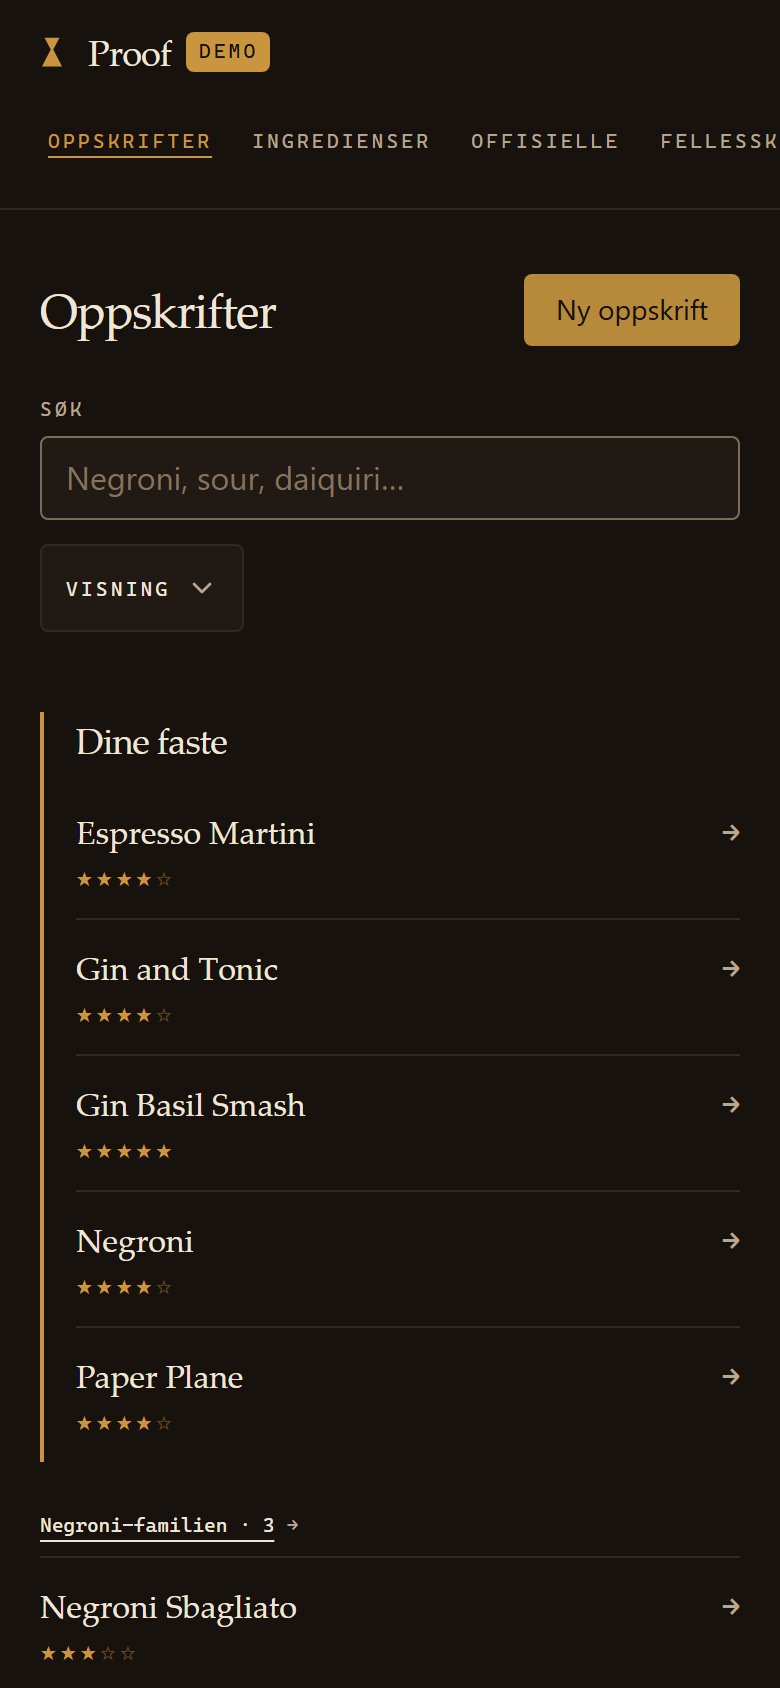 Proof DEMO
OPPSKRIFTER INGREDIENSER OFFISIELLE FELLESSK
Oppskrifter
Ny oppskrift
SØK
Negroni, sour, daiquiri...
VISNING
Dine faste
Espresso Martini →
★★★★☆
Gin and Tonic →
★★★★☆
Gin Basil Smash →
★★★★★
Negroni →
★★★★☆
Paper Plane →
★★★★☆
Negroni-familien · 3 →
Negroni Sbagliato →
★★★☆☆